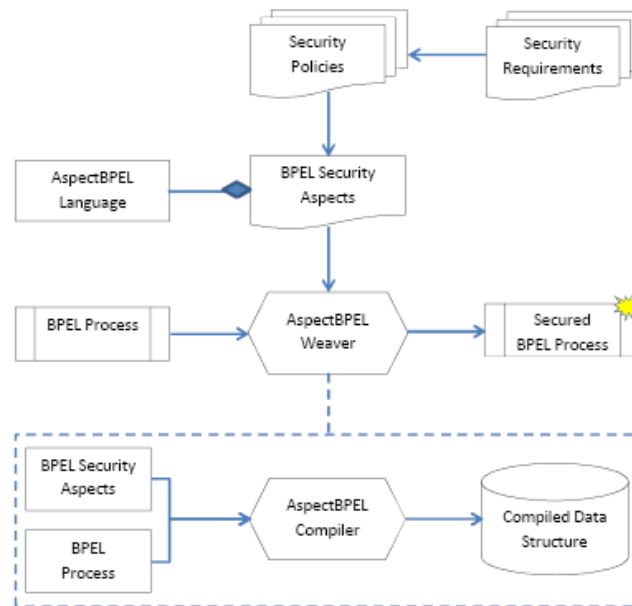 Security
Policies
Security
Requirements
AspectBPEL
Language
BPEL Security
Aspects
BPEL Process
AspectBPEL
Weaver
Secured
BPEL Process
BPEL Security
Aspects
BPEL
Process
AspectBPEL
Compiler
Compiled Data
Structure